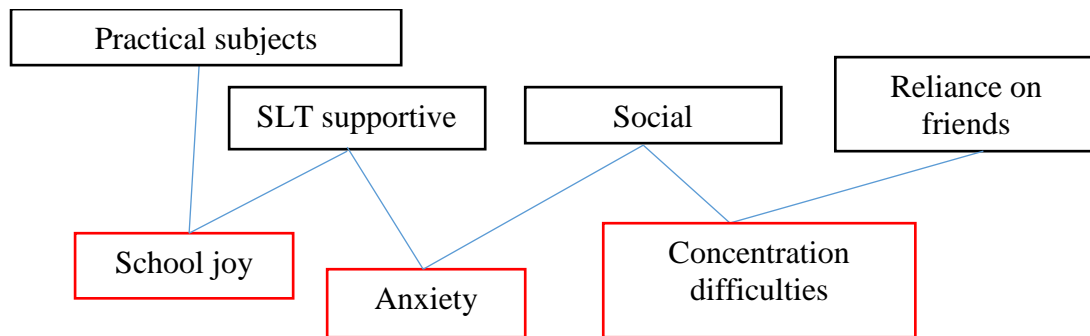 Practical subjects
SLT supportive
Social
Reliance on
friends
School joy
Anxiety
Concentration
difficulties